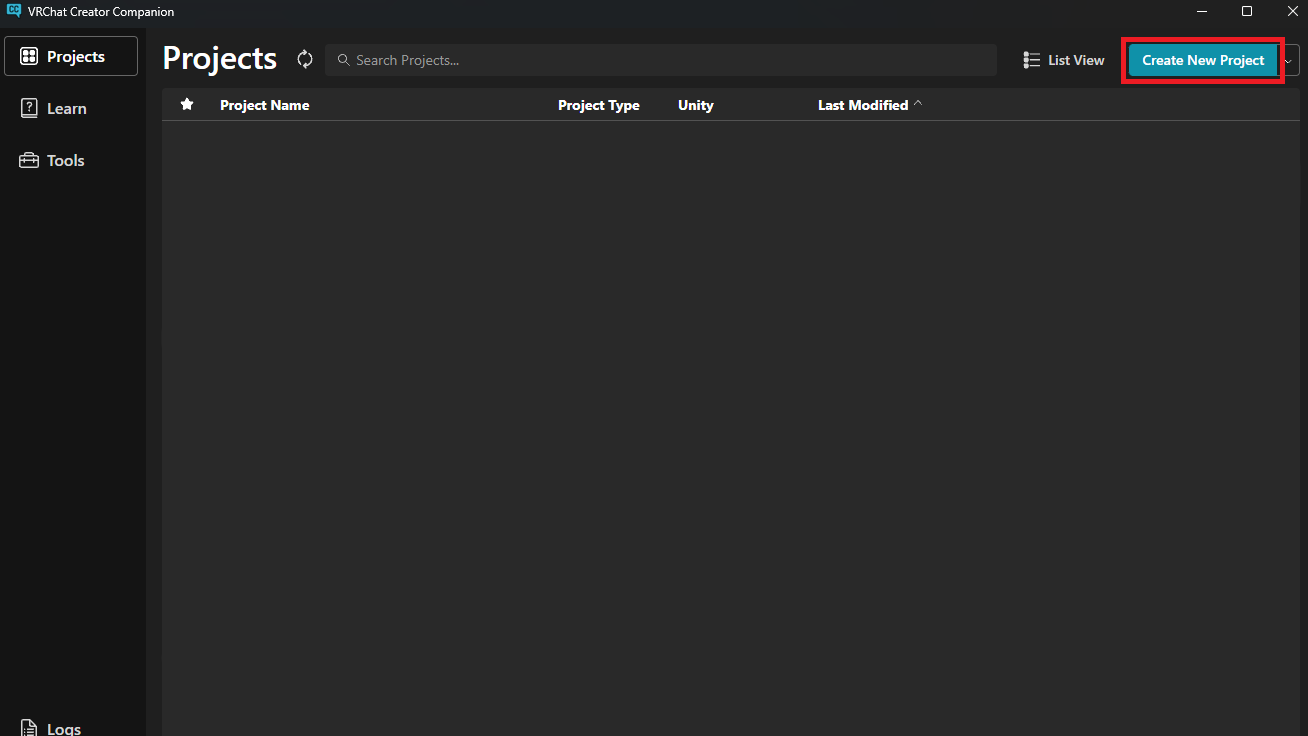 CC VRChat Creator Companion
Projects
Learn
Tools
Logs
Projects
Search Projects...
List View
Create New Project
Project Name
Project Type
Unity
Last Modified